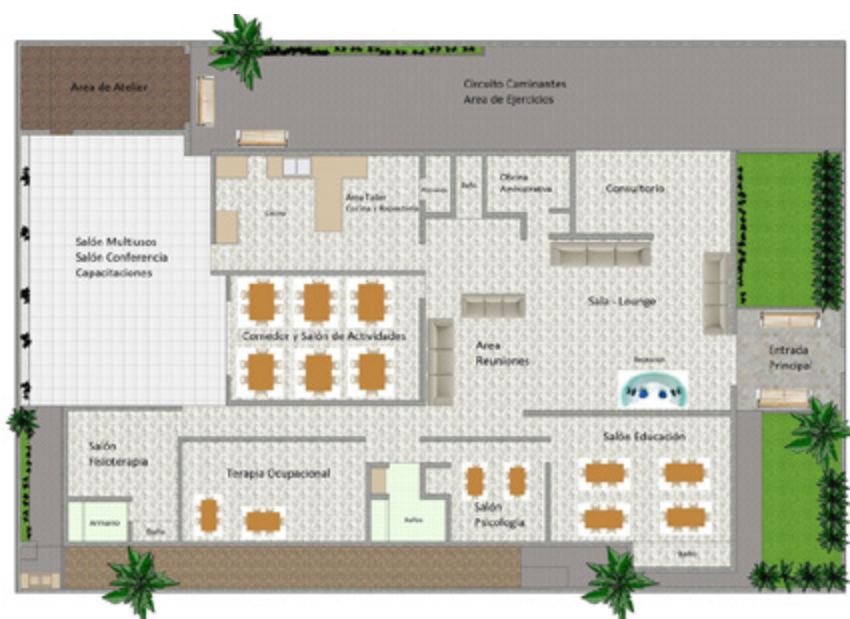 Area de Atelier
Circuito Caminantes
Area de Ejercicios
Oficina
Consultorio
Area Taller
Cocina y Repostería
Cocina
Baño
Salón Multiusos
Salón Conferencia
Capacitaciones
Sala - Lounge
Comedor y Salón de Actividades
Area
Reuniones
Entrada
Principal
Salón
Fisioterapia
Terapia Ocupacional
Salón Educación
Salón
Psicología
Armario
Baño
Baños
Baño